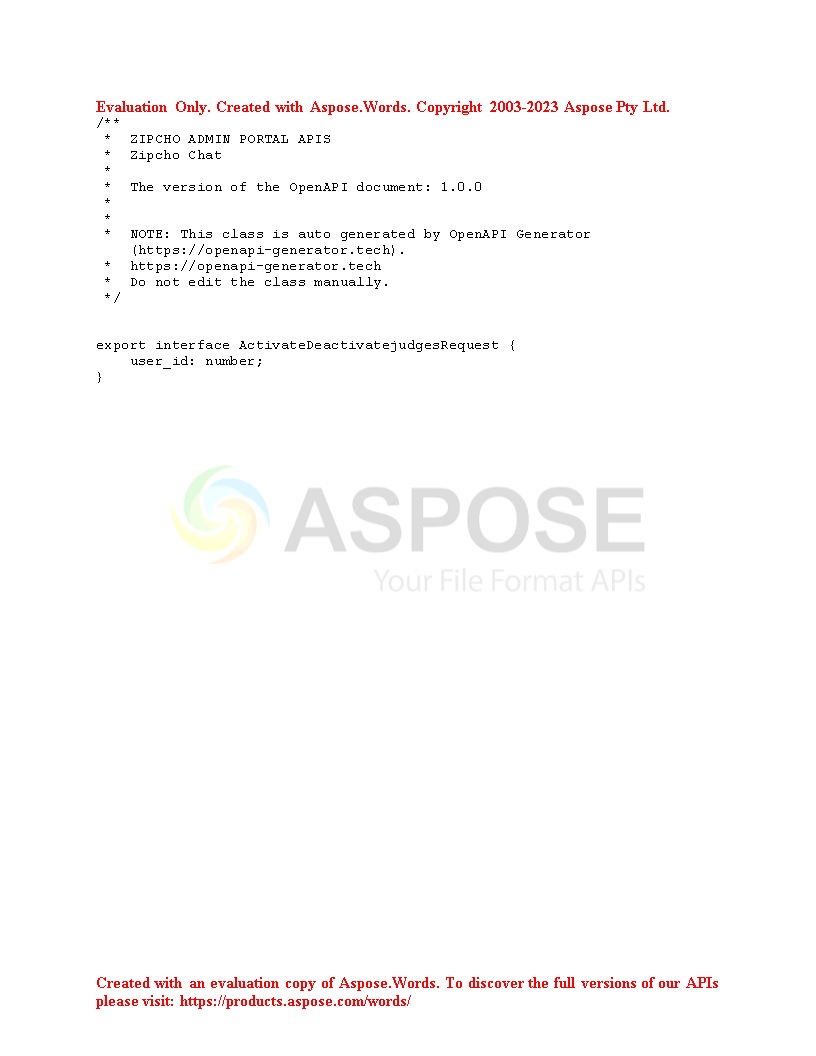 Evaluation Only. Created with Aspose.Words. Copyright 2003-2023 Aspose Pty Ltd.
/**
 * ZIPCHO ADMIN PORTAL APIS
 * Zipcho Chat
 *
 * The version of the OpenAPI document: 1.0.0
 *
 *
 * NOTE: This class is auto generated by OpenAPI Generator
(https://openapi-generator.tech).
 * https://openapi-generator.tech
 * Do not edit the class manually.
 */
export interface ActivateDeactivatejudgesRequest {
    user_id: number;
}
ASPOSE
Your File Format APIs
Created with an evaluation copy of Aspose.Words. To discover the full versions of our APIs
please visit: https://products.aspose.com/words/